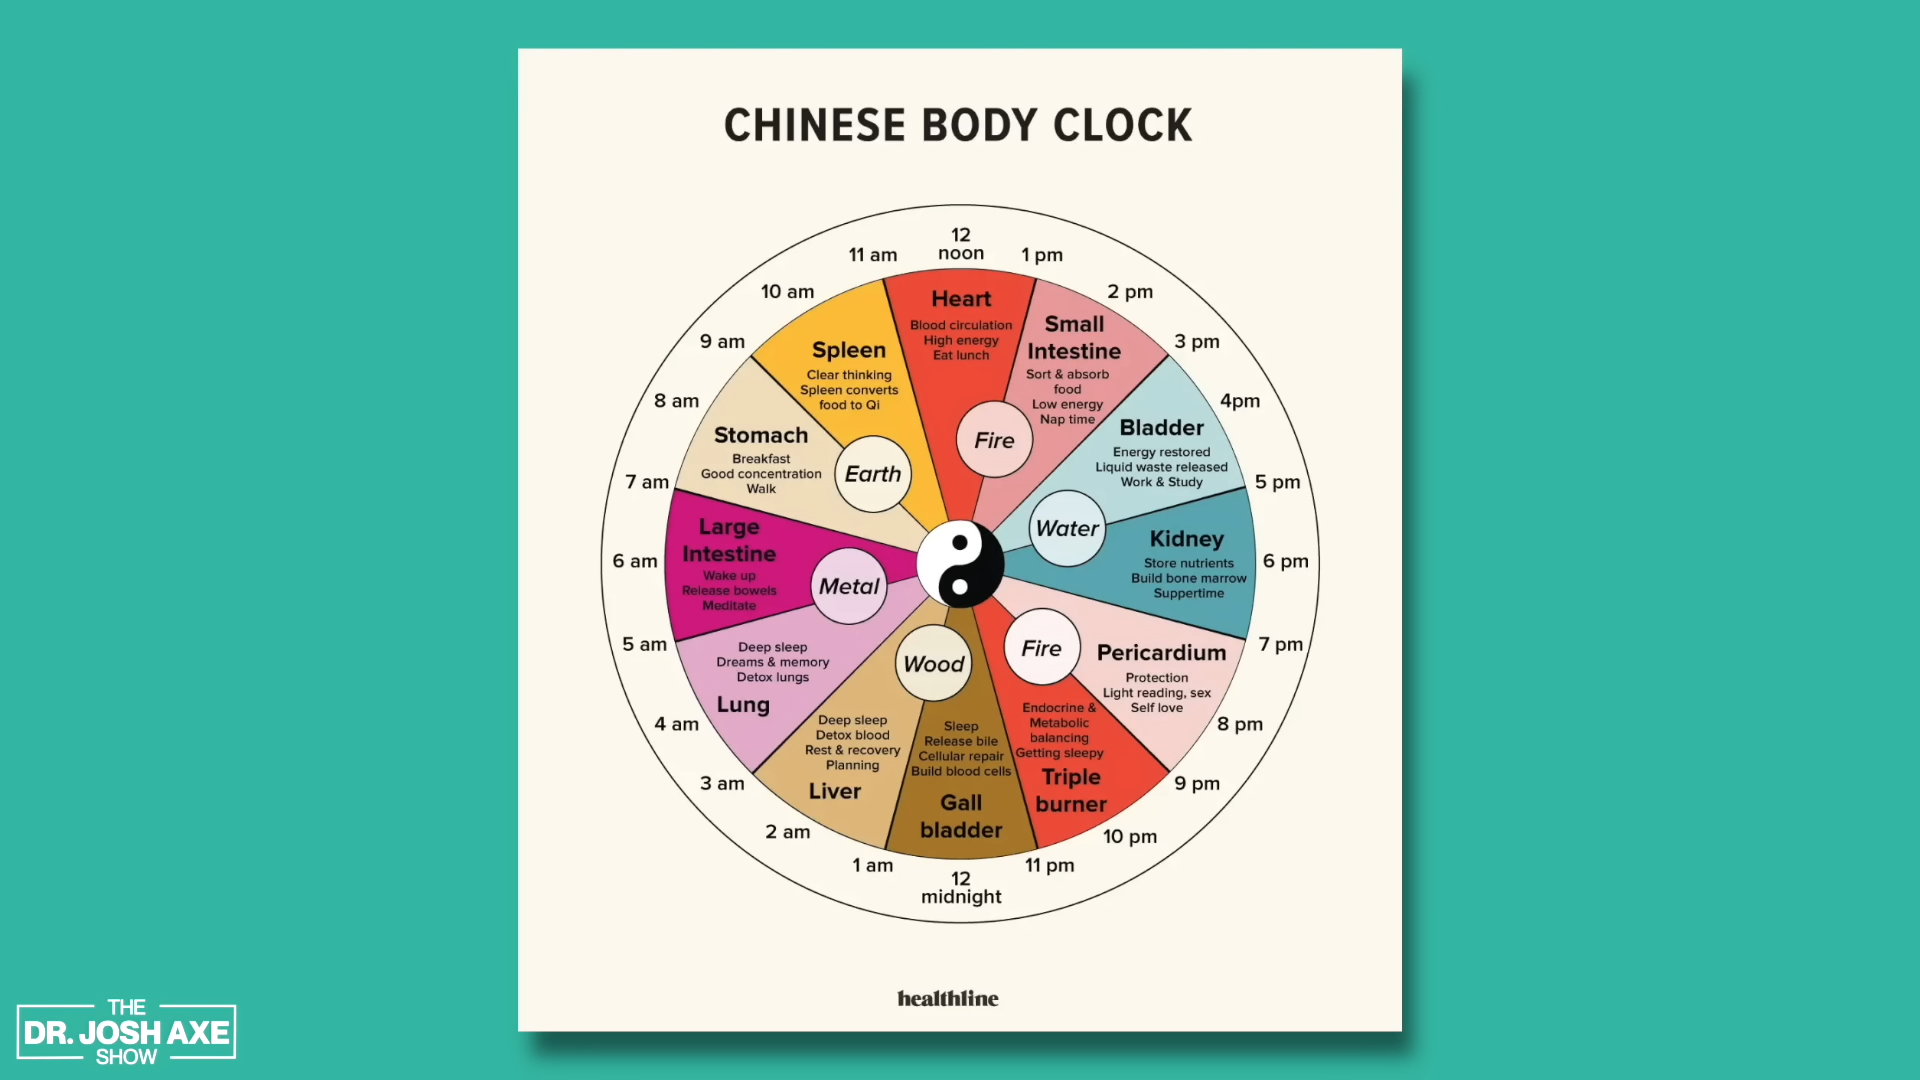 CHINESE BODY CLOCK
12
noon
1 pm
2 pm
3 pm
4pm
5 pm
6 pm
7 pm
8 pm
9 pm
10 pm
11 pm
12
midnight
1 am
2 am
3 am
4 am
5 am
6 am
7 am
8 am
9 am
10 am
11 am
Heart
Blood circulation
High energy
Eat lunch
Small
Intestine
Sort & absorb
food
Low energy
Nap time
Fire
Bladder
Energy restored
Liquid waste released
Work & Study
Water
Kidney
Store nutrients
Build bone marrow
Suppertime
Pericardium
Protection
Light reading, sex
Self love
Fire
Endocrine &
Metabolic
balancing
Getting sleepy
Triple
burner
Sleep
Release bile
Cellular repair
Build blood cells
Gall
bladder
Wood
Deep sleep
Detox blood
Rest & recovery
Planning
Liver
Deep sleep
Dreams & memory
Detox lungs
Lung
Metal
Large
Intestine
Wake up
Release bowels
Meditate
Stomach
Breakfast
Good concentration
Walk
Earth
Spleen
Clear thinking
Spleen converts
food to Qi
healthline
THE
DR. JOSH AXE
SHOW